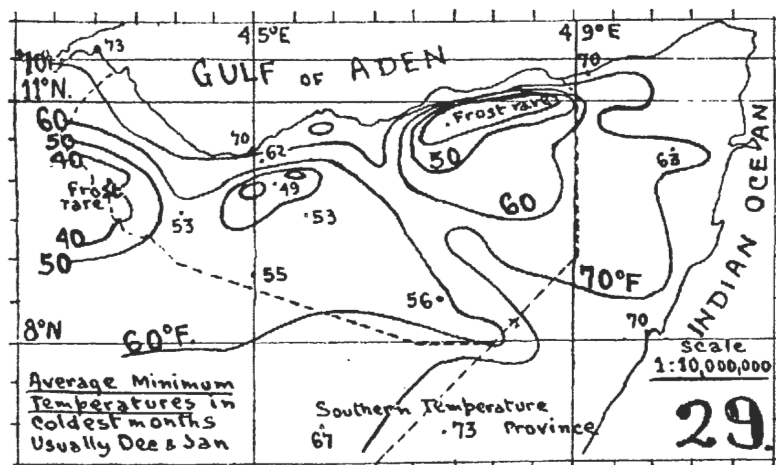 45°E 49°E
73
70°
11°N.
GULF OF ADEN
70
60
50
40
Frost rare
70
62
49
53
53
Frost rare
50
60
68
INDIAN OCEAN
40
50
55
56
70°F
8°N
60°F.
70
Scale
1:10,000,000
Average Minimum
Temperatures in
Coldest months
Usually Dec & Jan
Southern Temperature
Province
67
73
29.